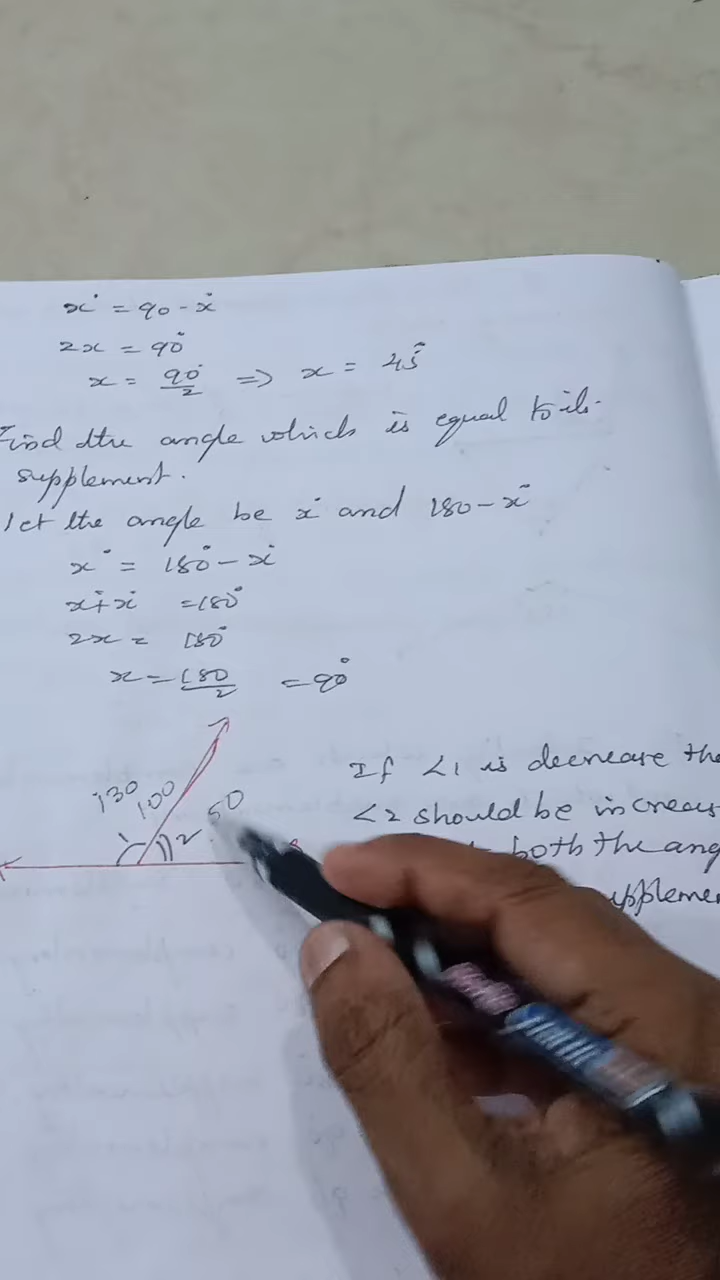 x° = 90 - x°
2x = 90°
x = 90°/2 => x = 45°
Find the angle which is equal to its
supplement.
let the angle be x° and 180 - x°
x° = 180° - x°
x° + x° = 180°
2x = 180°
x = 180/2 = 90°
130 100 50
1 2
If ∠1 is decrease the
∠2 should be increas
both the ang
supplemen